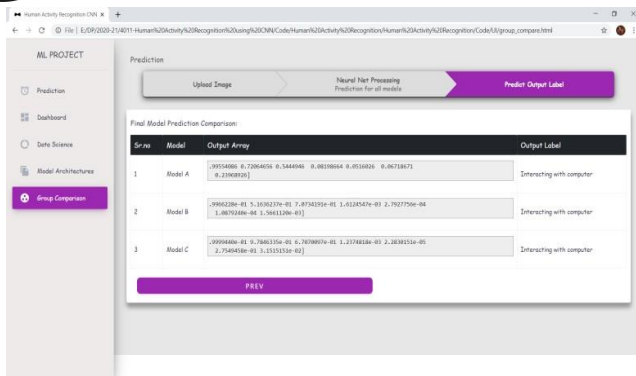 Human Activity Recognition CNN
File | E:/DP/2020-21/4011-Human%20Activity%20Recognition%20using%20CNN/Code/Human%20Activity%20Recognition/Human%20Activity%20Recognition/Code/UI/group_compare.html
ML PROJECT
Prediction
Dashboard
Data Science
Model Architectures
Group Comparison
Prediction
Upload Image
Neural Net Processing
Prediction for all models
Predict Output Label
Final Model Prediction Comparison:
Sr.no Model Output Array Output Label
1 Model A Interacting with computer
2 Model B Interacting with computer
3 Model C Interacting with computer
PREV